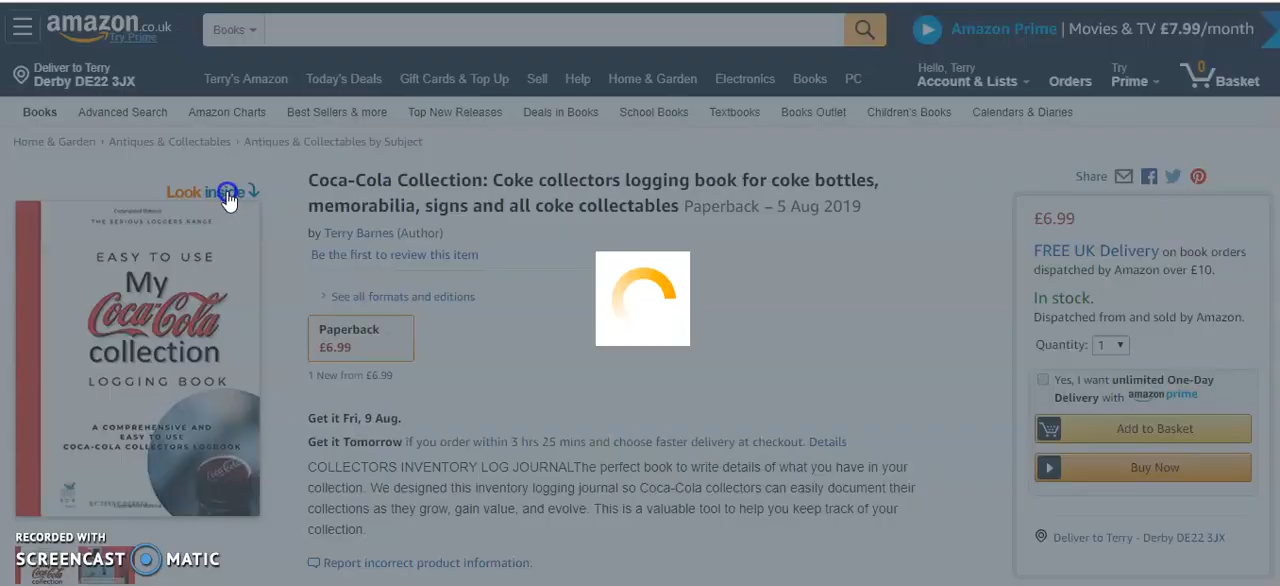 amazon.co.uk
Try Prime
Books
Amazon Prime | Movies & TV £7.99/month
Deliver to Terry
Derby DE22 3JX
Terry's Amazon Today's Deals Gift Cards & Top Up Sell Help Home & Garden Electronics Books PC
Hello, Terry
Account & Lists
Orders
Try
Prime
0
Basket
Books Advanced Search Amazon Charts Best Sellers & more Top New Releases Deals in Books School Books Textbooks Books Outlet Children's Books Calendars & Diaries
Home & Garden › Antiques & Collectables › Antiques & Collectables by Subject
Look inside
THE SERIOUS LOGGERS RANGE
EASY TO USE
My
Coca-Cola
collection
LOGGING BOOK
A COMPREHENSIVE AND
EASY TO USE
COCA-COLA COLLECTORS LOGBOOK
Coca-Cola Collection: Coke collectors logging book for coke bottles,
memorabilia, signs and all coke collectables Paperback – 5 Aug 2019
by Terry Barnes (Author)
Be the first to review this item
› See all formats and editions
Paperback
£6.99
1 New from £6.99
Get it Fri, 9 Aug.
Get it Tomorrow if you order within 3 hrs 25 mins and choose faster delivery at checkout. Details
COLLECTORS INVENTORY LOG JOURNALThe perfect book to write details of what you have in your
collection. We designed this inventory logging journal so Coca-Cola collectors can easily document their
collections as they grow, gain value, and evolve. This is a valuable tool to help you keep track of your
collection.
Report incorrect product information.
Share
£6.99
FREE UK Delivery on book orders
dispatched by Amazon over £10.
In stock.
Dispatched from and sold by Amazon.
Quantity: 1
Yes, I want unlimited One-Day
Delivery with amazon prime
Add to Basket
Buy Now
Deliver to Terry - Derby DE22 3JX
RECORDED WITH
SCREENCAST MATIC